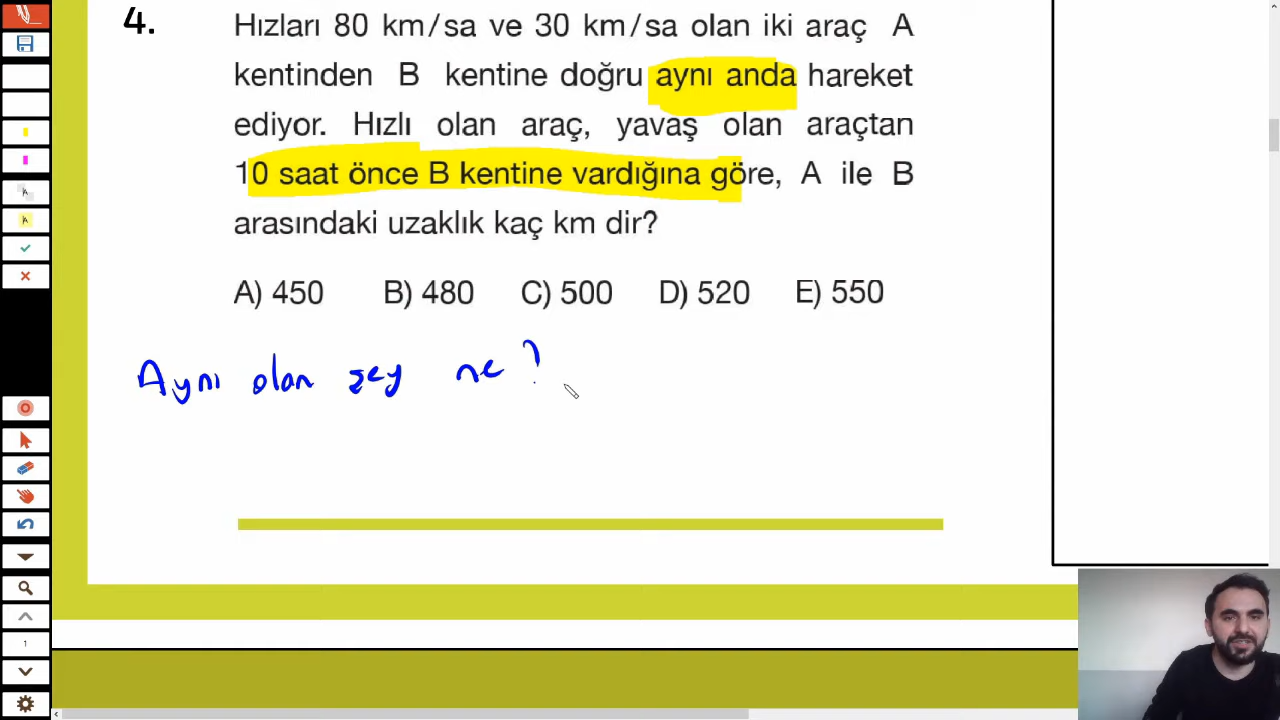 4. Hızları 80 km/sa ve 30 km/sa olan iki araç A
kentinden B kentine doğru aynı anda hareket
ediyor. Hızlı olan araç, yavaş olan araçtan
10 saat önce B kentine vardığına göre, A ile B
arasındaki uzaklık kaç km dir?
A) 450 B) 480 C) 500 D) 520 E) 550
Aynı olan şey ne?
1